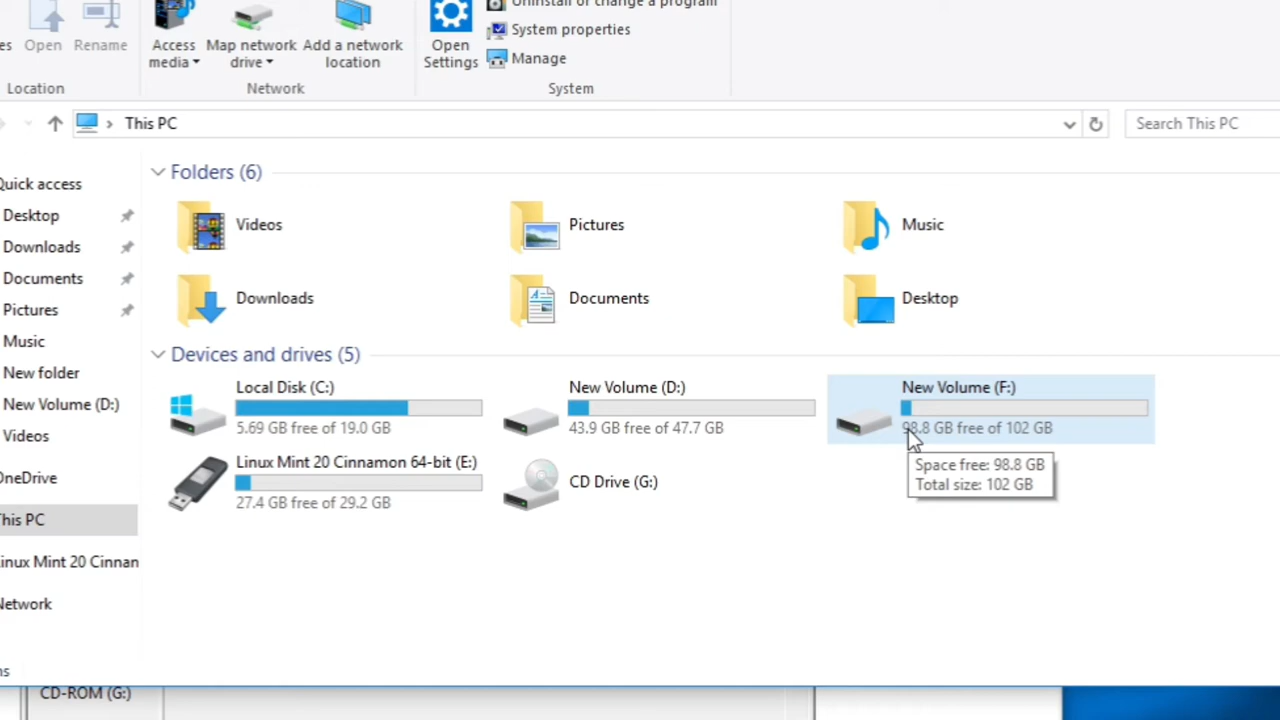 Uninstall or change a program
Open
Rename
Access media
Map network drive
Add a network location
Open Settings
System properties
Manage
Location
Network
System
This PC
Search This PC
Quick access
Desktop
Downloads
Documents
Pictures
Music
New folder
New Volume (D:)
Videos
OneDrive
This PC
Linux Mint 20 Cinnan
Network
Folders (6)
Videos
Pictures
Music
Downloads
Documents
Desktop
Devices and drives (5)
Local Disk (C:)
5.69 GB free of 19.0 GB
New Volume (D:)
43.9 GB free of 47.7 GB
New Volume (F:)
98.8 GB free of 102 GB
Linux Mint 20 Cinnamon 64-bit (E:)
27.4 GB free of 29.2 GB
CD Drive (G:)
Space free: 98.8 GB
Total size: 102 GB
CD-ROM (G:)